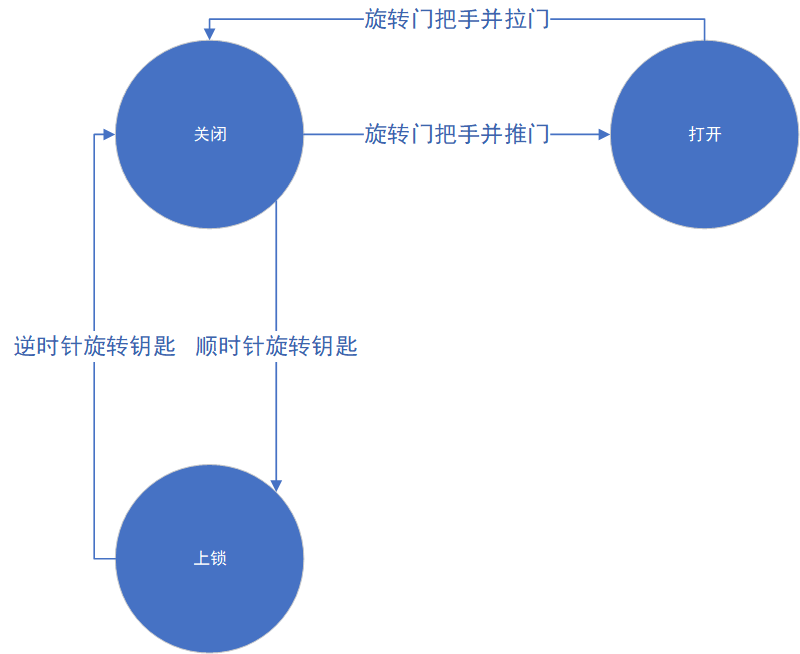 旋转门把手并拉门
关闭
旋转门把手并推门
打开
逆时针旋转钥匙
顺时针旋转钥匙
上锁